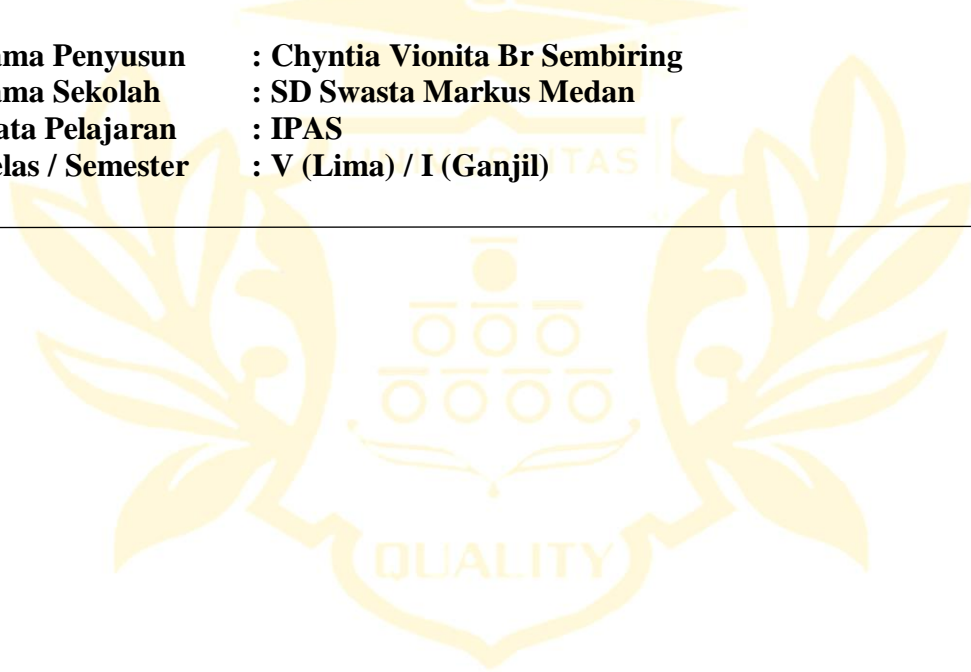 ama Penyusun : Chyntia Vionita Br Sembiring
ama Sekolah : SD Swasta Markus Medan
ata Pelajaran : IPAS
elas / Semester : V (Lima) / I (Ganjil)
UNIVERSITAS
QUALITY